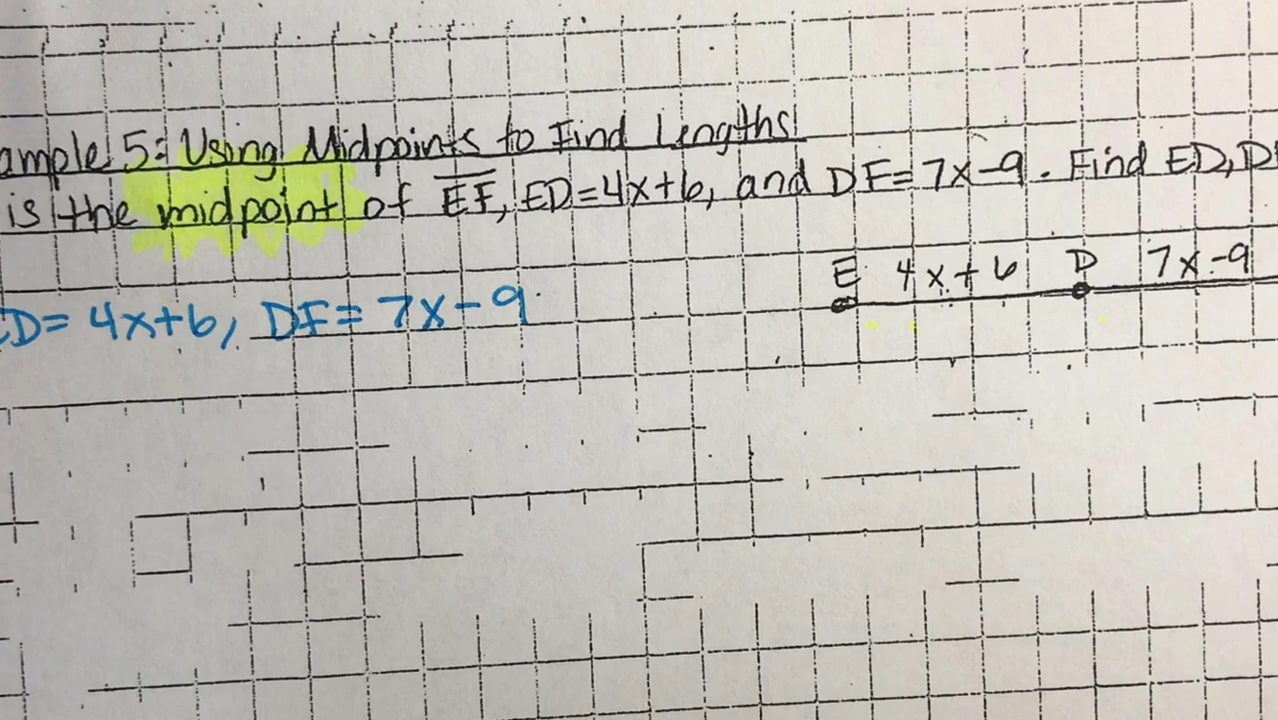 ample 5: Using Midpoints to Find Lengths
is the midpoint of EF, ED=4x+6, and DF=7x-9. Find ED, D
E 4x+6 D 7x-9
D= 4x+6, DF= 7x-9